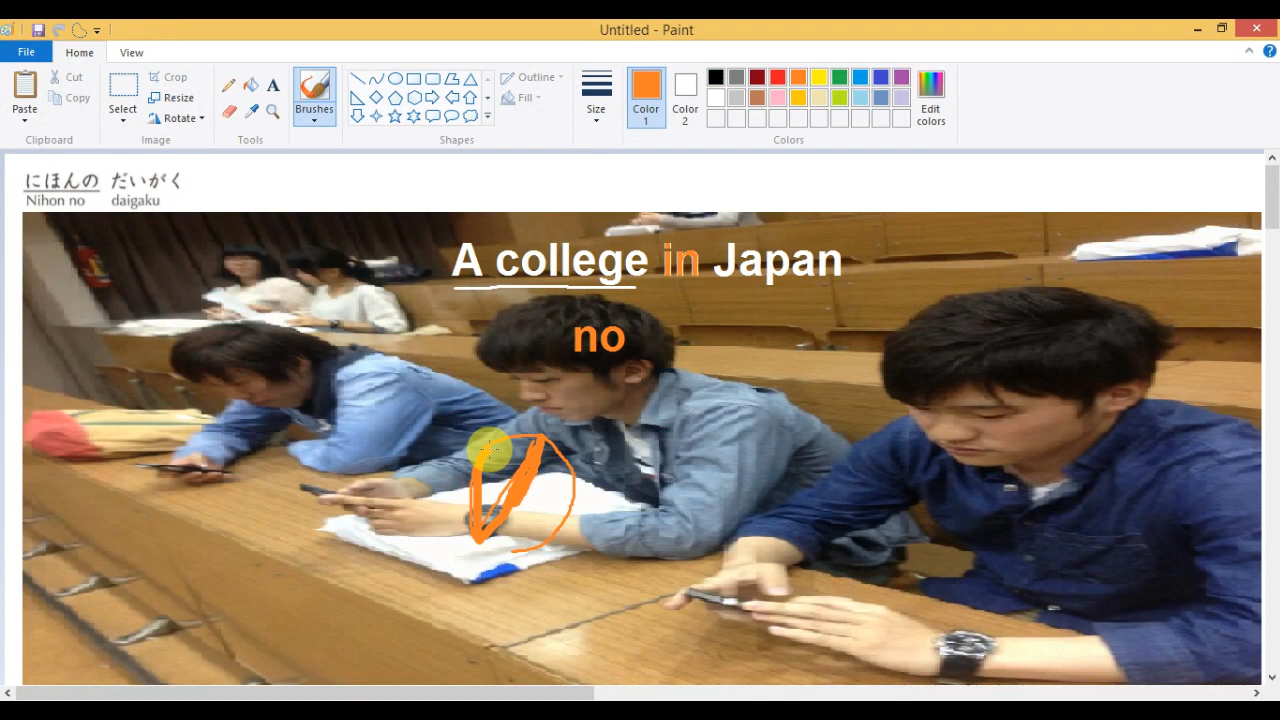 Untitled - Paint
File Home View
Paste
Cut
Copy
Clipboard
Select
Crop
Resize
Rotate
Image
Tools
Brushes
Shapes
Outline
Fill
Size
Color 1
Color 2
Edit colors
Colors
にほんの だいがく
Nihon no daigaku
A college in Japan
no
の